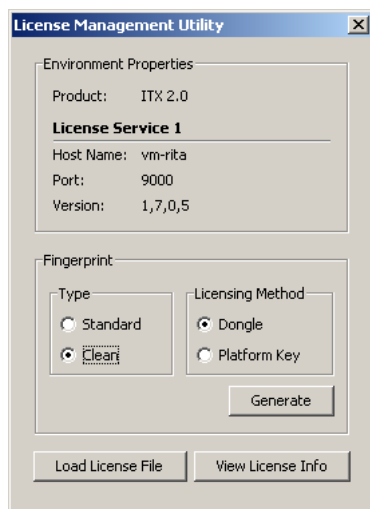 License Management Utility
Environment Properties
Product: ITX 2.0
License Service 1
Host Name: vm-rita
Port: 9000
Version: 1,7,0,5
Fingerprint
Type
Licensing Method
Standard
Dongle
Clean
Platform Key
Generate
Load License File
View License Info